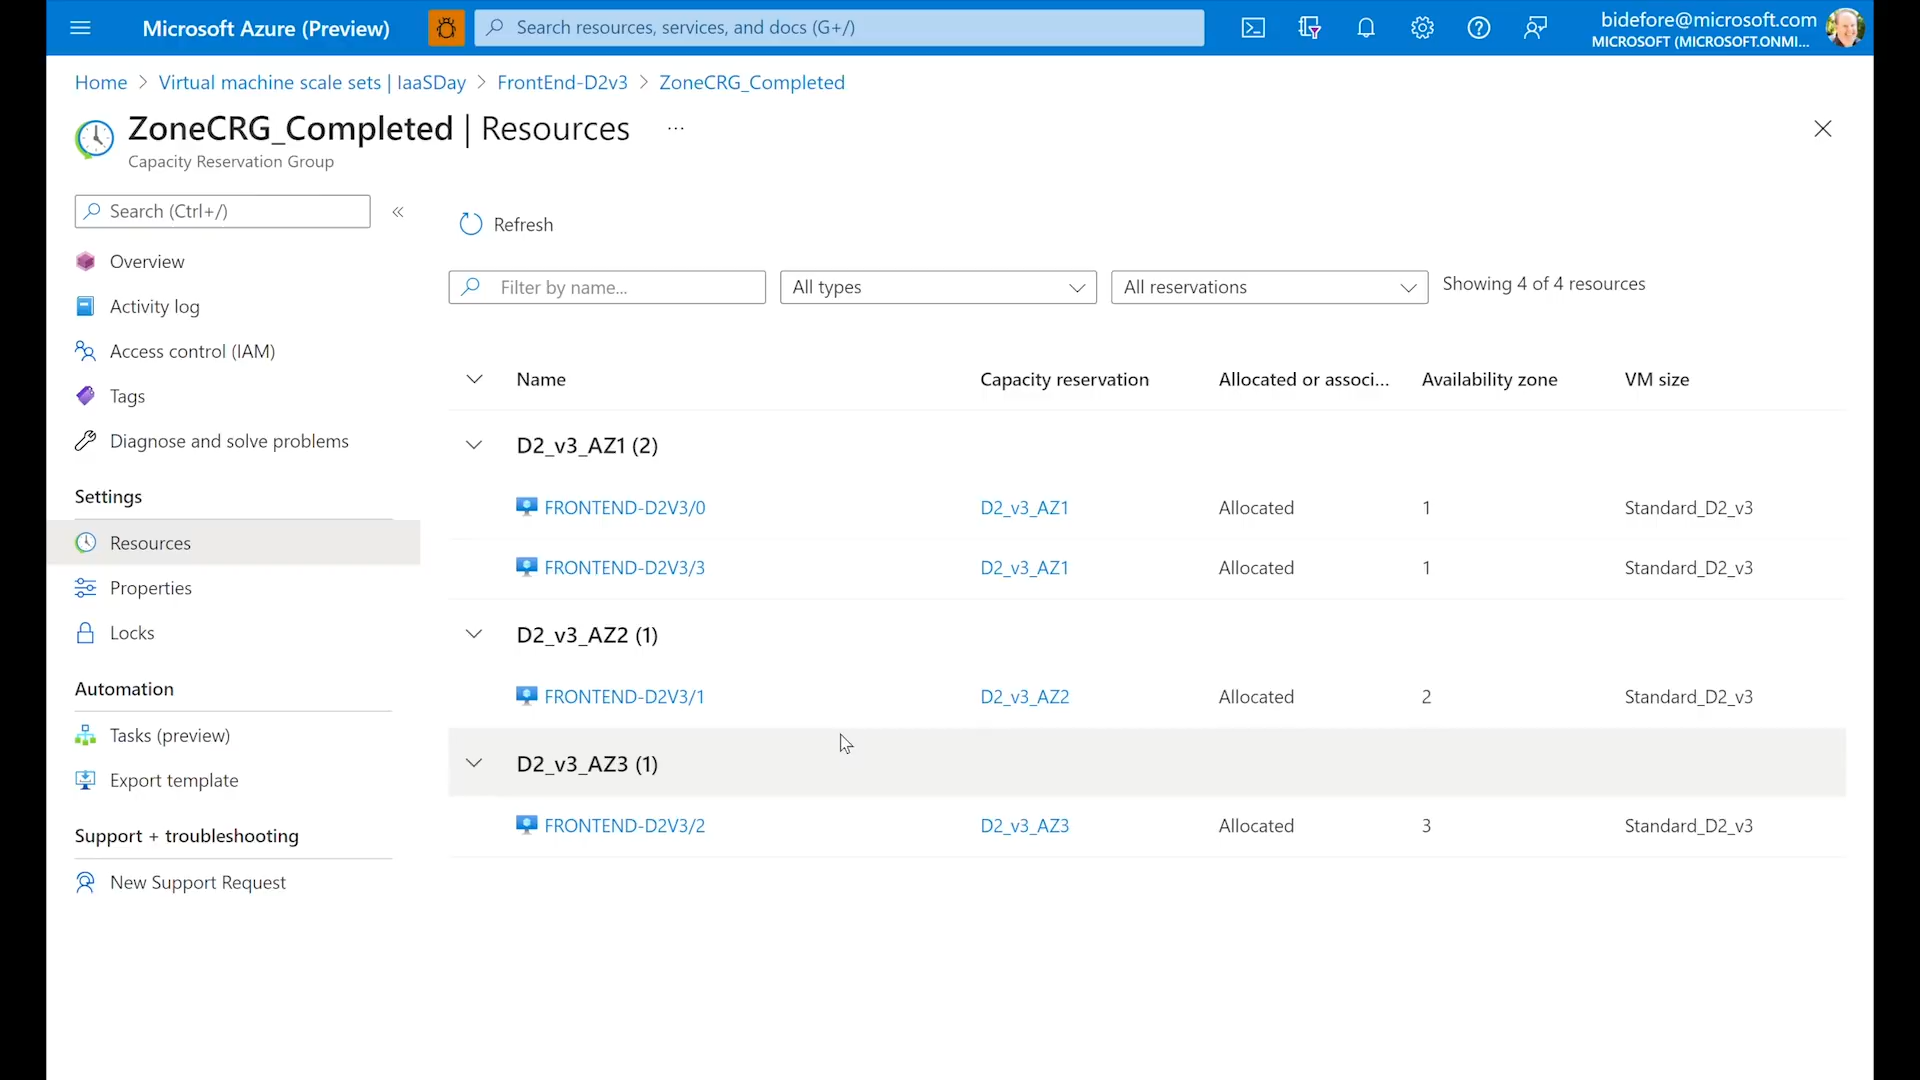 Microsoft Azure (Preview)
Search resources, services, and docs (G+/)
bidefore@microsoft.com
MICROSOFT (MICROSOFT.ONMI...
Home > Virtual machine scale sets | IaaSDay > FrontEnd-D2v3 > ZoneCRG_Completed
ZoneCRG_Completed | Resources ...
Capacity Reservation Group
Search (Ctrl+/)
«
Overview
Activity log
Access control (IAM)
Tags
Diagnose and solve problems
Settings
Resources
Properties
Locks
Automation
Tasks (preview)
Export template
Support + troubleshooting
New Support Request
Refresh
Filter by name...
All types
All reservations
Showing 4 of 4 resources
Name Capacity reservation Allocated or associ... Availability zone VM size
D2_v3_AZ1 (2)
FRONTEND-D2V3/0 D2_v3_AZ1 Allocated 1 Standard_D2_v3
FRONTEND-D2V3/3 D2_v3_AZ1 Allocated 1 Standard_D2_v3
D2_v3_AZ2 (1)
FRONTEND-D2V3/1 D2_v3_AZ2 Allocated 2 Standard_D2_v3
D2_v3_AZ3 (1)
FRONTEND-D2V3/2 D2_v3_AZ3 Allocated 3 Standard_D2_v3